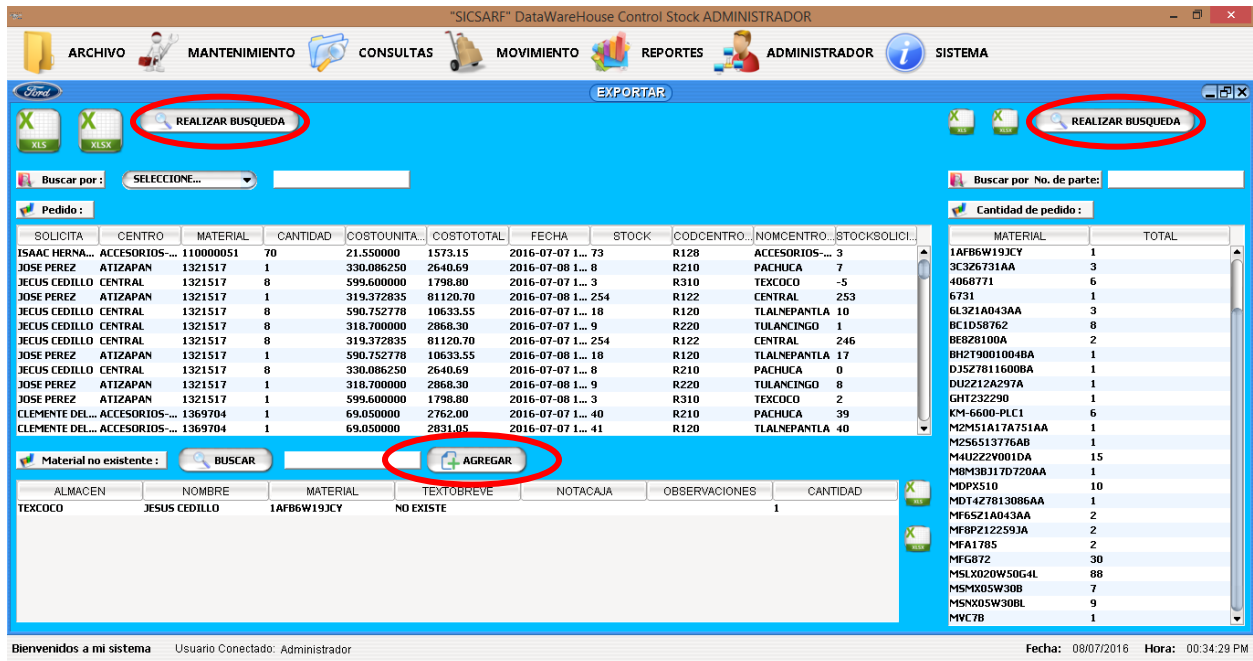 "SICSARF" DataWareHouse Control Stock ADMINISTRADOR
ARCHIVO MANTENIMIENTO CONSULTAS MOVIMIENTO REPORTES ADMINISTRADOR SISTEMA
Ford EXPORTAR
XLS XLSX REALIZAR BUSQUEDA
Buscar por : SELECCIONE...
Pedido :
SOLICITA CENTRO MATERIAL CANTIDAD COSTOUNITA... COSTOTOTAL FECHA STOCK CODCENTRO... NOMCENTRO... STOCKSOLICI...
ISAAC HERNA... ACCESORIOS-... 110000051 70 21.550000 1573.15 2016-07-07 1... 73 R128 ACCESORIOS-... 3
JOSE PEREZ ATIZAPAN 1321517 1 330.086250 2640.69 2016-07-08 1... 8 R210 PACHUCA 7
JECUS CEDILLO CENTRAL 1321517 8 599.600000 1798.80 2016-07-07 1... 3 R310 TEXCOCO -5
JOSE PEREZ ATIZAPAN 1321517 1 319.372835 81120.70 2016-07-08 1... 254 R122 CENTRAL 253
JECUS CEDILLO CENTRAL 1321517 8 590.752778 10633.55 2016-07-07 1... 18 R120 TLALNEPANTLA 10
JECUS CEDILLO CENTRAL 1321517 8 318.700000 2868.30 2016-07-07 1... 9 R220 TULANCINGO 1
JECUS CEDILLO CENTRAL 1321517 8 319.372835 81120.70 2016-07-07 1... 254 R122 CENTRAL 246
JOSE PEREZ ATIZAPAN 1321517 1 590.752778 10633.55 2016-07-08 1... 18 R120 TLALNEPANTLA 17
JECUS CEDILLO CENTRAL 1321517 8 330.086250 2640.69 2016-07-07 1... 8 R210 PACHUCA 0
JOSE PEREZ ATIZAPAN 1321517 1 318.700000 2868.30 2016-07-08 1... 9 R220 TULANCINGO 8
JOSE PEREZ ATIZAPAN 1321517 1 599.600000 1798.80 2016-07-08 1... 3 R310 TEXCOCO 2
CLEMENTE DEL... ACCESORIOS-... 1369704 1 69.050000 2762.00 2016-07-07 1... 40 R210 PACHUCA 39
CLEMENTE DEL... ACCESORIOS-... 1369704 1 69.050000 2831.05 2016-07-07 1... 41 R120 TLALNEPANTLA 40
Material no existente : BUSCAR AGREGAR
ALMACEN NOMBRE MATERIAL TEXTOBREVE NOTACAJA OBSERVACIONES CANTIDAD
TEXCOCO JESUS CEDILLO 1AFB6W19JCY NO EXISTE 1
XLS
XLSX
XLS XLSX REALIZAR BUSQUEDA
Buscar por No. de parte:
Cantidad de pedido :
MATERIAL TOTAL
1AFB6W19JCY 1
3C3Z6731AA 3
4068771 6
6731 1
6L3Z1A043AA 3
BC1D58762 8
BE8Z8100A 2
BH2T9001004BA 1
DJ5Z7811600BA 1
DU2Z12A297A 1
GHT232290 1
KM-6600-PLC1 6
M2M51A17A751AA 1
M2S6513776AB 1
M4U2Z2V001DA 15
M8M3BJ17D720AA 1
MDPX510 10
MDT4Z7813086AA 1
MF6SZ1A043AA 2
MF8PZ12259JA 2
MFA1785 2
MFG872 30
MSLX020W50G4L 88
MSMX05W30B 7
MSNX05W30BL 9
MVC7B 1
Bienvenidos a mi sistema Usuario Conectado: Administrador Fecha: 08/07/2016 Hora: 00:34:29 PM